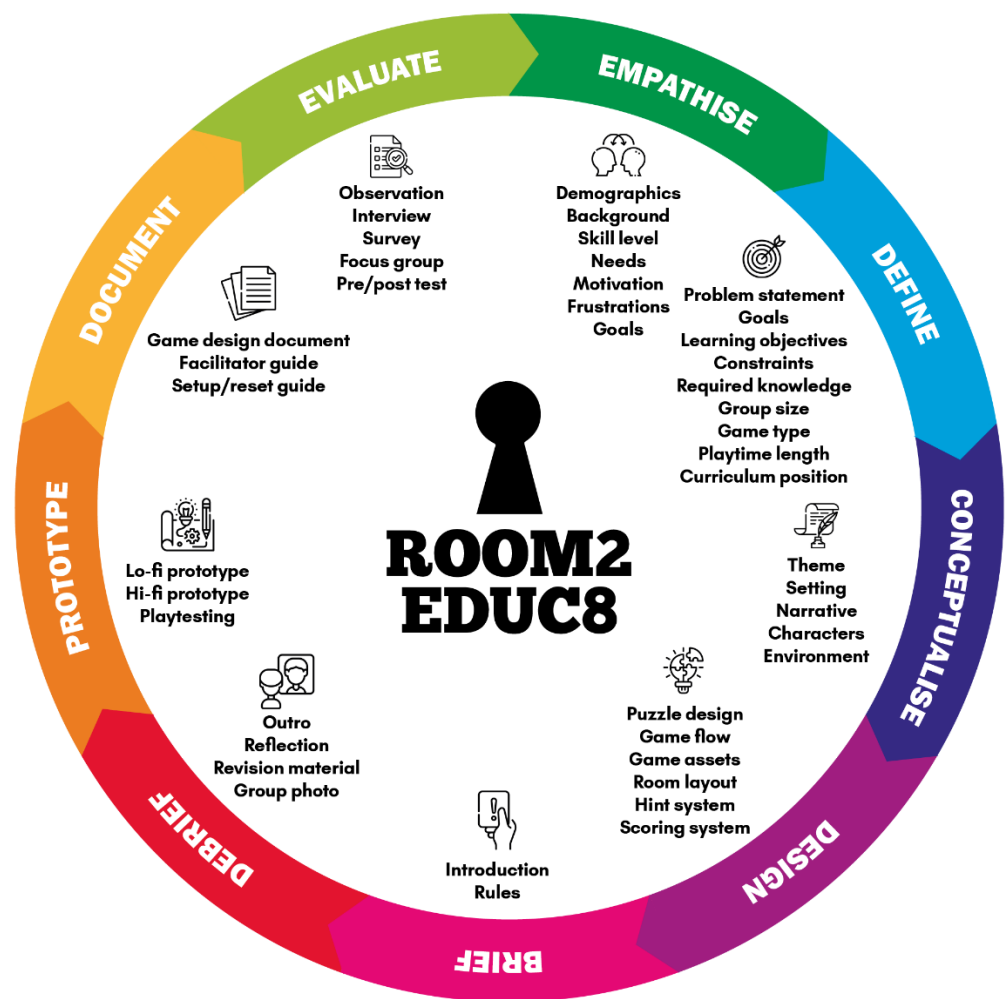 EVALUATE
EMPATHISE
DEFINE
CONCEPTUALISE
DESIGN
BRIEF
DEBRIEF
PROTOTYPE
DOCUMENT
Observation
Interview
Survey
Focus group
Pre/post test
Demographics
Background
Skill level
Needs
Motivation
Frustrations
Goals
Problem statement
Goals
Learning objectives
Constraints
Required knowledge
Group size
Game type
Playtime length
Curriculum position
Game design document
Facilitator guide
Setup/reset guide
ROOM2
EDUC8
Theme
Setting
Narrative
Characters
Environment
Lo-fi prototype
Hi-fi prototype
Playtesting
Puzzle design
Game flow
Game assets
Room layout
Hint system
Scoring system
Outro
Reflection
Revision material
Group photo
Introduction
Rules